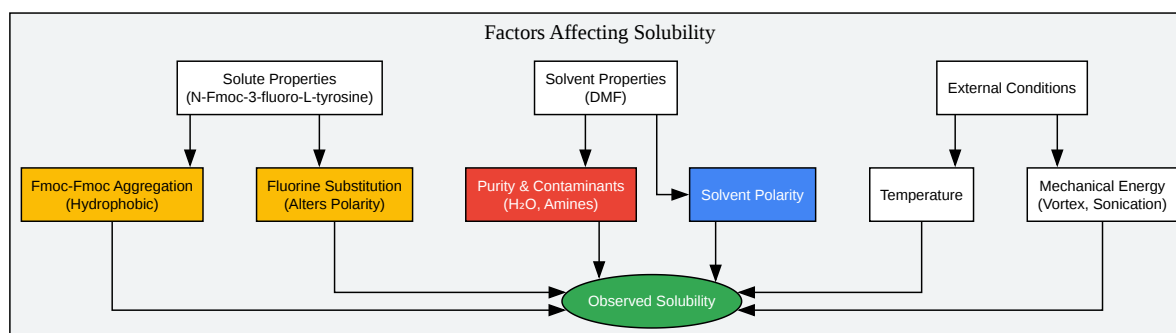 Factors Affecting Solubility
Solute Properties
(N-Fmoc-3-fluoro-L-tyrosine)
Solvent Properties
(DMF)
External Conditions
Fmoc-Fmoc Aggregation
(Hydrophobic)
Fluorine Substitution
(Alters Polarity)
Purity & Contaminants
(H₂O, Amines)
Solvent Polarity
Temperature
Mechanical Energy
(Vortex, Sonication)
Observed Solubility